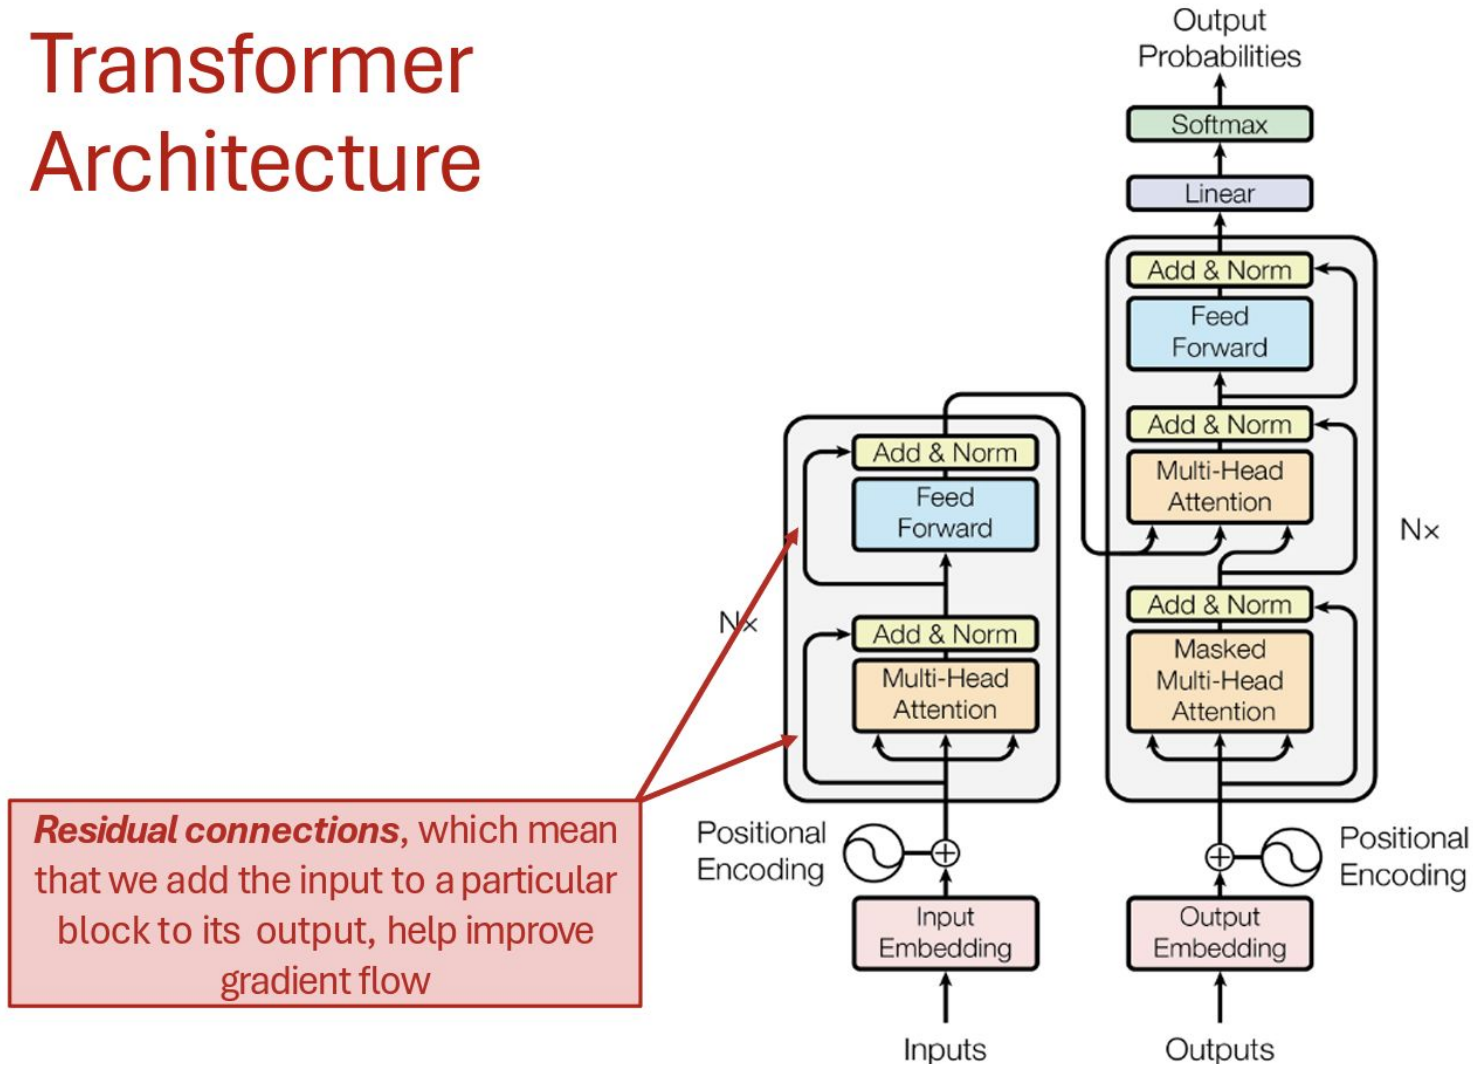 Transformer
Architecture
Output
Probabilities
Softmax
Linear
Add & Norm
Feed
Forward
Add & Norm
Multi-Head
Attention
Nx
Add & Norm
Masked
Multi-Head
Attention
Positional
Encoding
Output
Embedding
Outputs
Add & Norm
Feed
Forward
Nx
Add & Norm
Multi-Head
Attention
Positional
Encoding
Input
Embedding
Inputs
Residual connections, which mean
that we add the input to a particular
block to its output, help improve
gradient flow